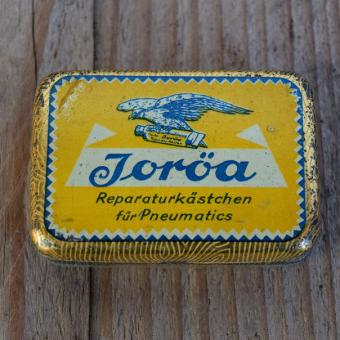 Joröa
Reparaturkästchen
für Pneumatics